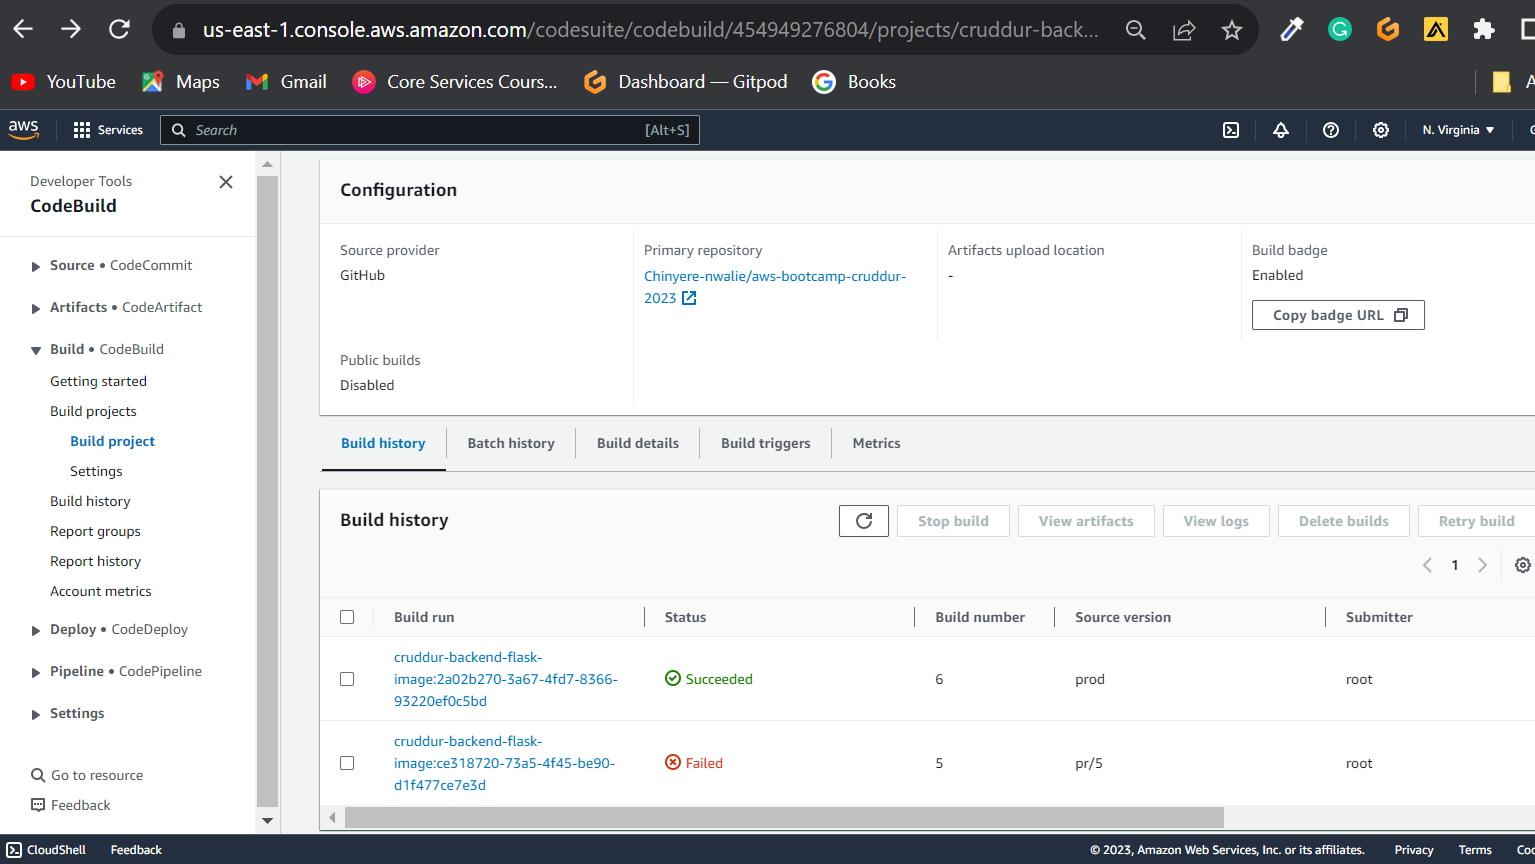 us-east-1.console.aws.amazon.com/codesuite/codebuild/454949276804/projects/cruddur-back...
YouTube Maps Gmail Core Services Cours... Dashboard — Gitpod Books
aws Services Search [Alt+S] N. Virginia
Developer Tools
CodeBuild
Source • CodeCommit
Artifacts • CodeArtifact
Build • CodeBuild
Getting started
Build projects
Build project
Settings
Build history
Report groups
Report history
Account metrics
Deploy • CodeDeploy
Pipeline • CodePipeline
Settings
Go to resource
Feedback
Configuration
Source provider
GitHub
Primary repository
Chinyere-nwalie/aws-bootcamp-cruddur-
2023
Artifacts upload location
-
Build badge
Enabled
Copy badge URL
Public builds
Disabled
Build history Batch history Build details Build triggers Metrics
Build history
Stop build View artifacts View logs Delete builds Retry build
1
Build run Status Build number Source version Submitter
cruddur-backend-flask-
image:2a02b270-3a67-4fd7-8366-
93220ef0c5bd
Succeeded 6 prod root
cruddur-backend-flask-
image:ce318720-73a5-4f45-be90-
d1f477ce7e3d
Failed 5 pr/5 root
CloudShell Feedback © 2023, Amazon Web Services, Inc. or its affiliates. Privacy Terms